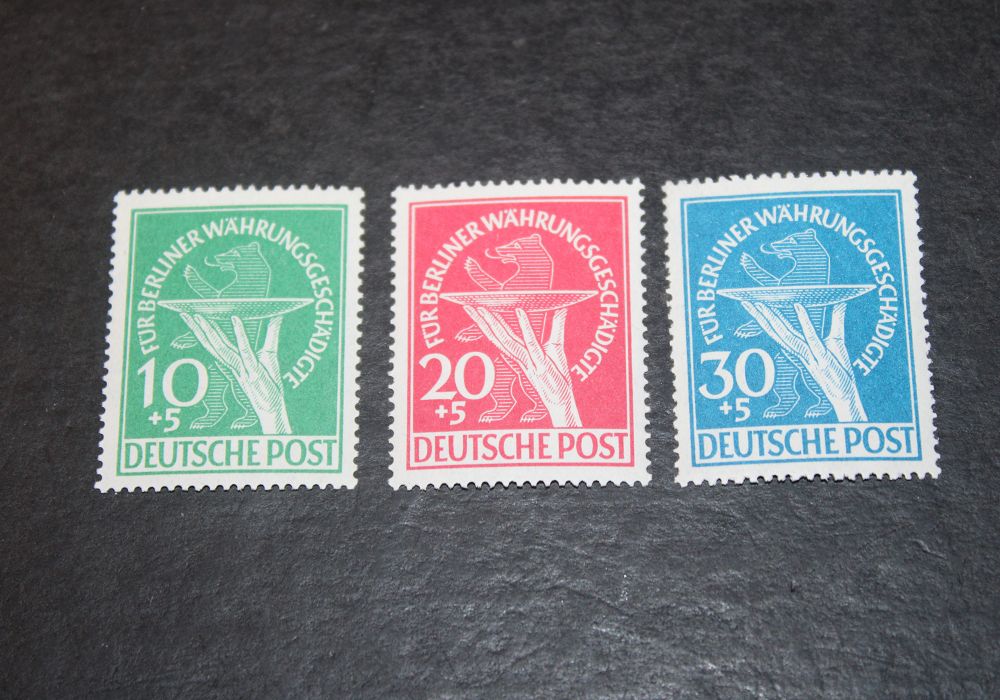 FÜR BERLINER WÄHRUNGSGESCHÄDIGTE
10
+5
DEUTSCHE POST
FÜR BERLINER WÄHRUNGSGESCHÄDIGTE
20
+5
DEUTSCHE POST
FÜR BERLINER WÄHRUNGSGESCHÄDIGTE
30
+5
DEUTSCHE POST